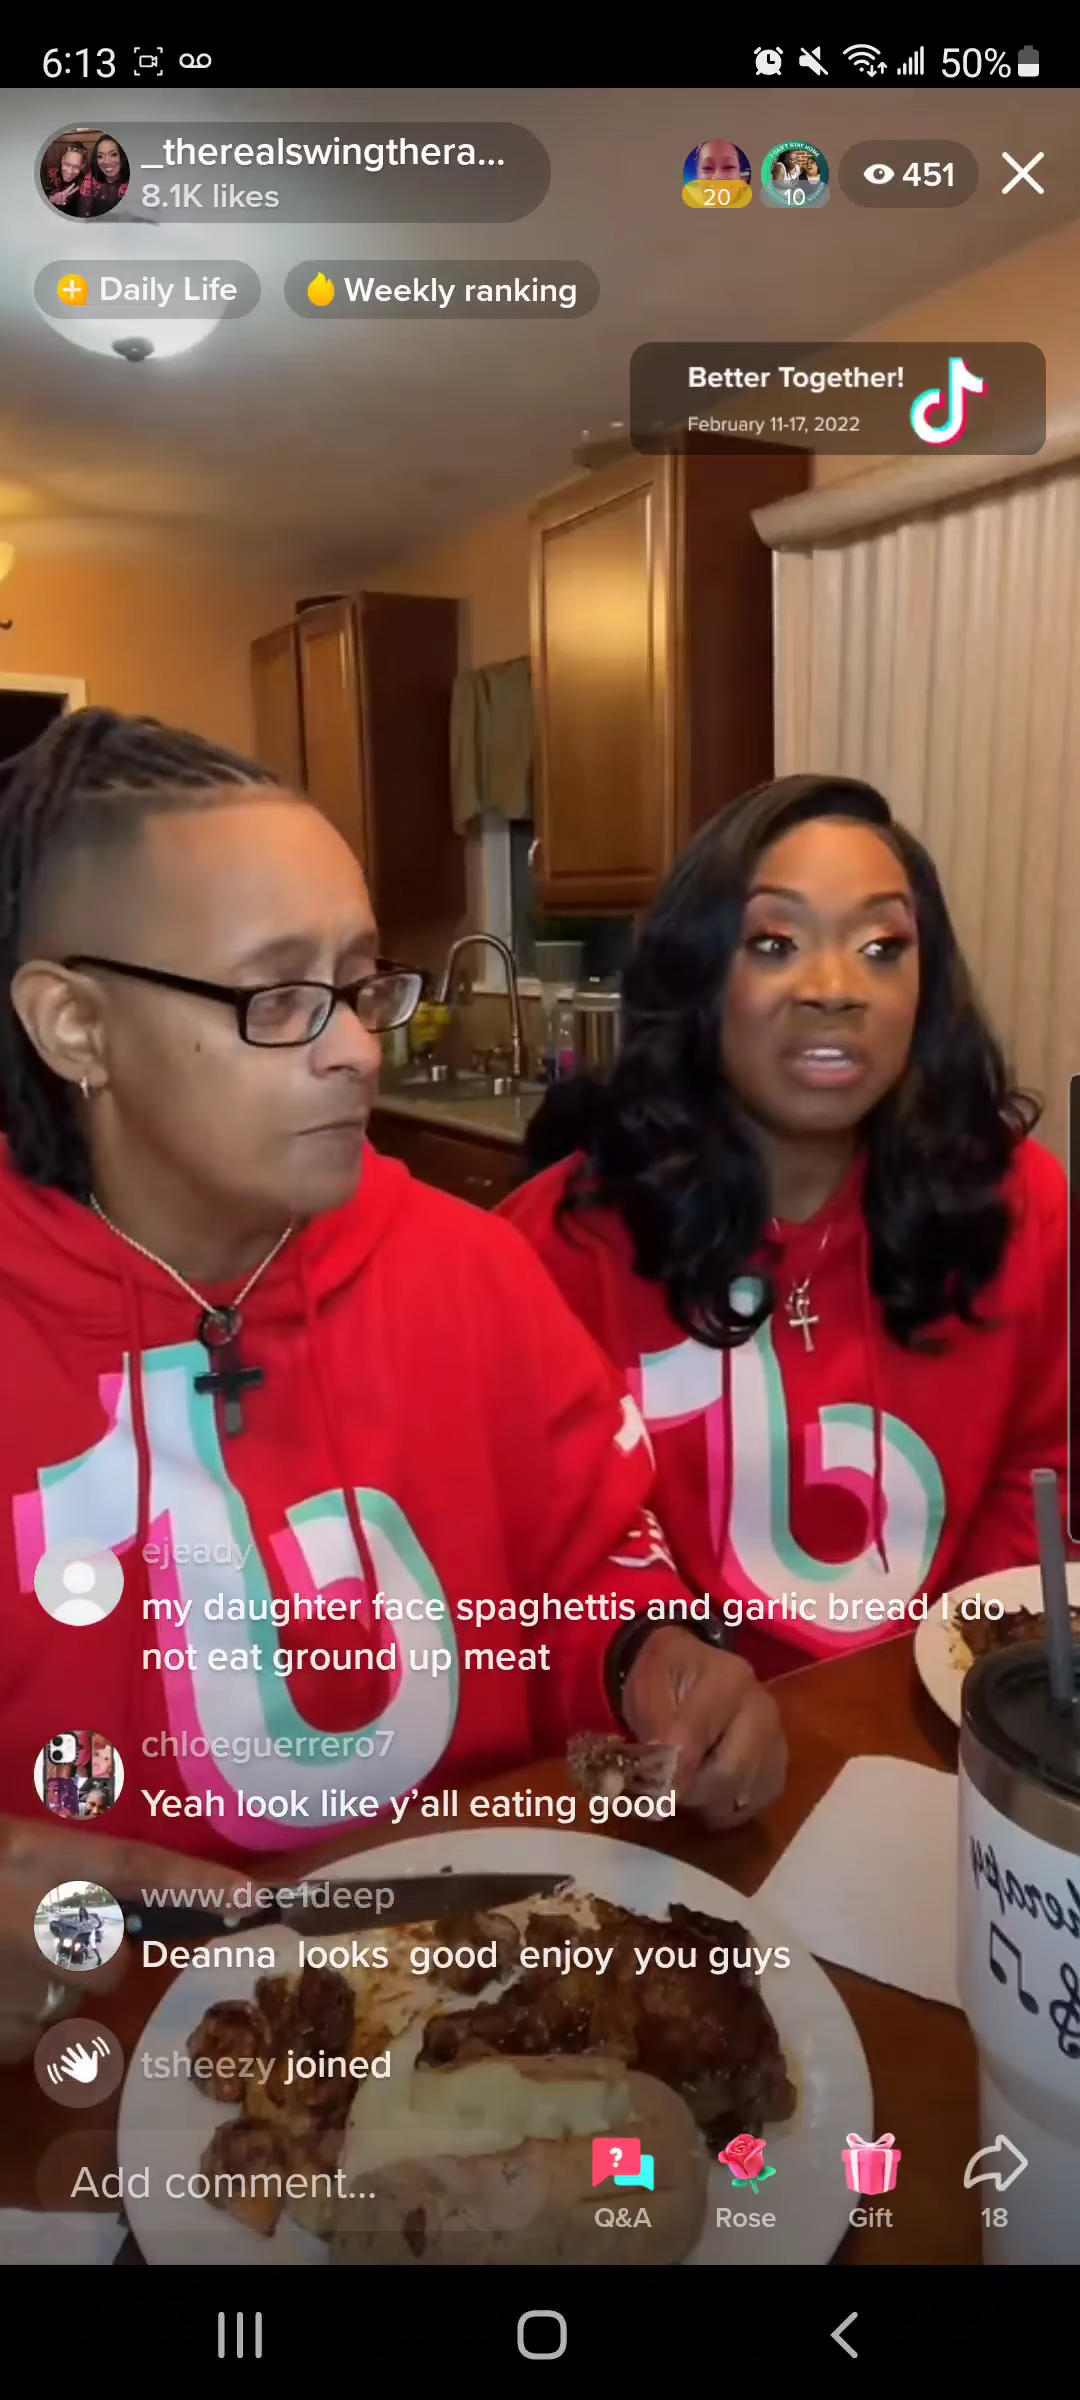 6:13
50%
_therealswingthera...
8.1K likes
20
10
451
Daily Life
Weekly ranking
Better Together!
February 11-17, 2022
ejeady
my daughter face spaghettis and garlic bread I do
not eat ground up meat
chloeguerrero7
Yeah look like y'all eating good
www.dee1deep
Deanna looks good enjoy you guys
tsheezy joined
Add comment...
?
Q&A
Rose
Gift
18